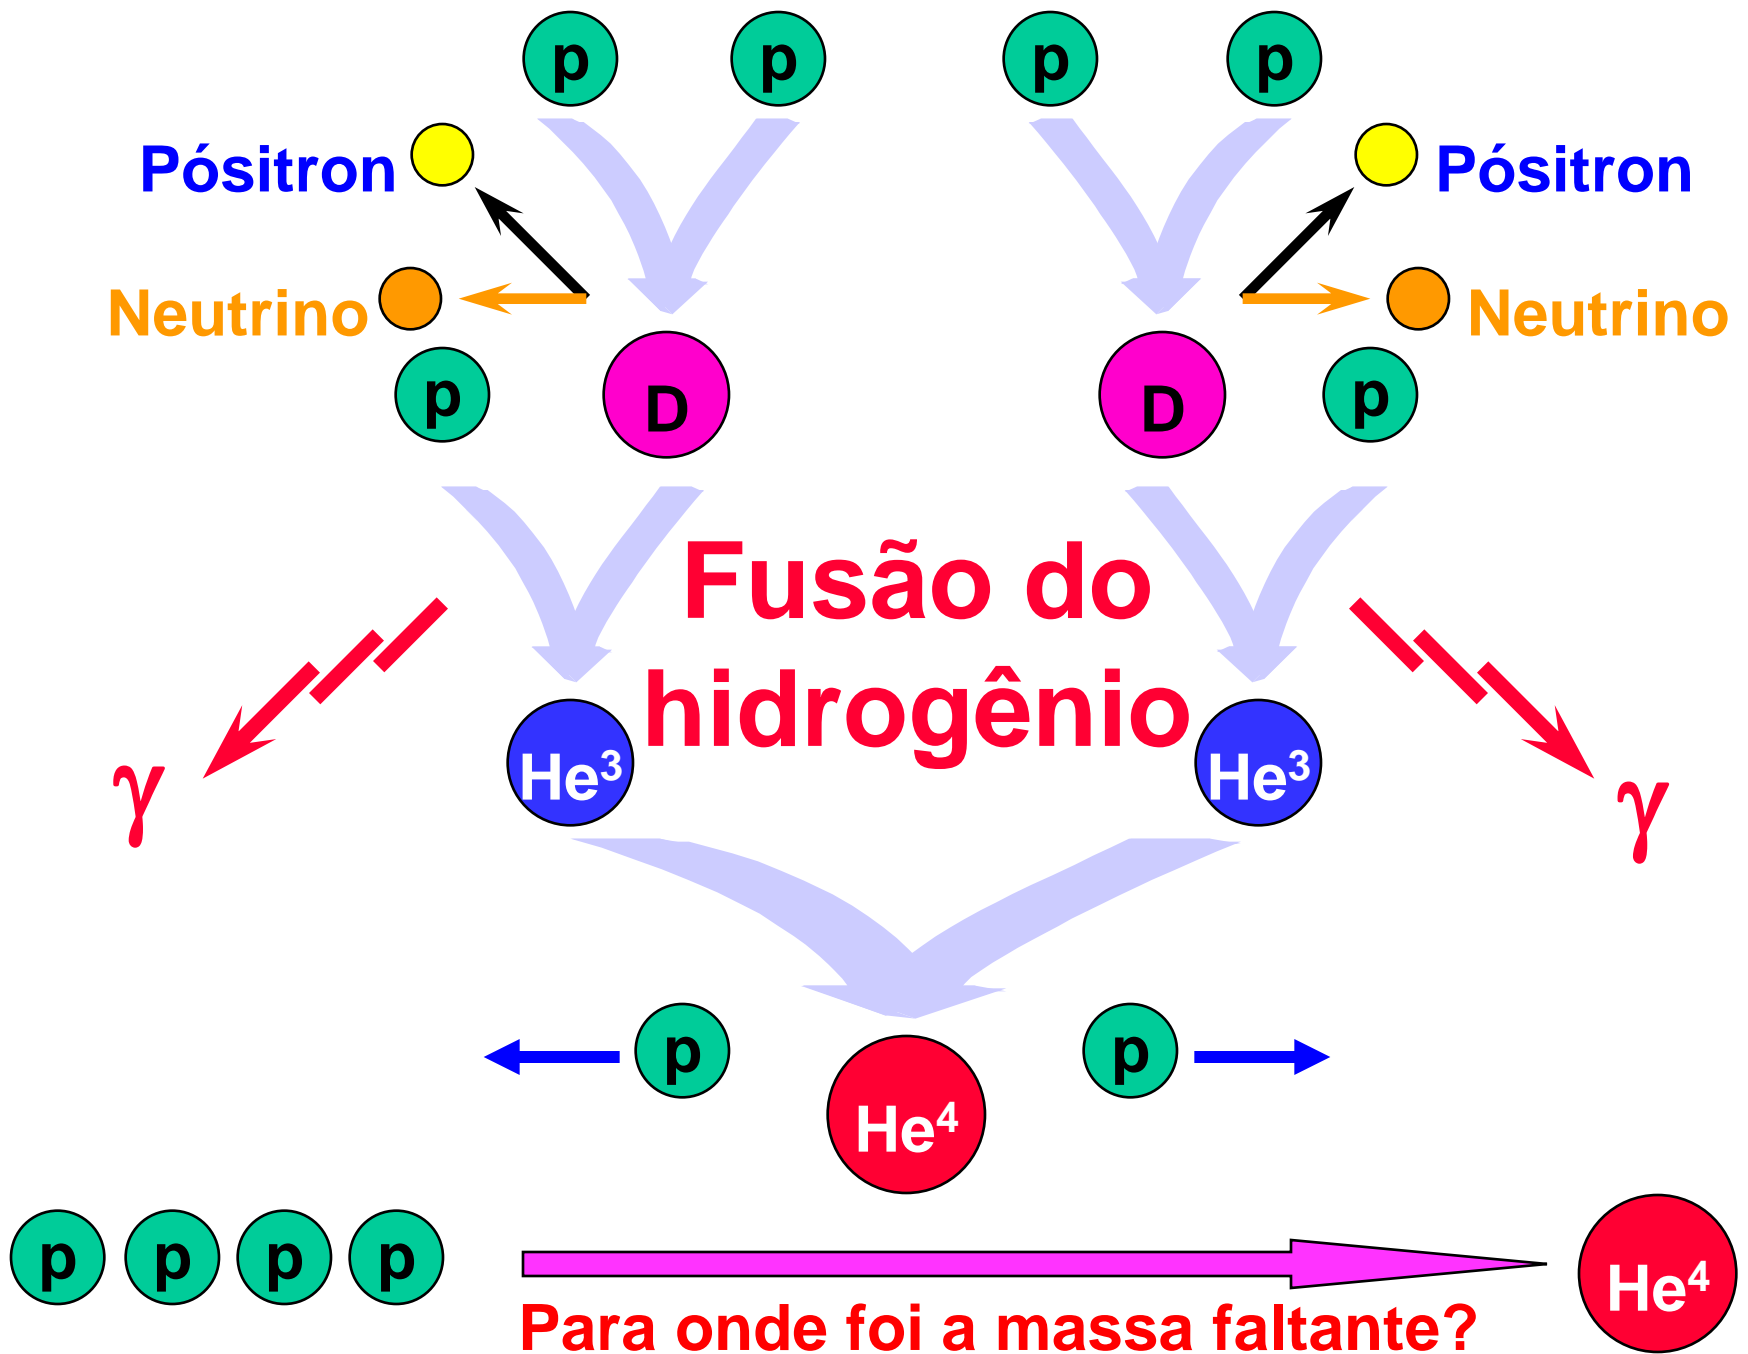 p p p p
Pósitron Pósitron
Neutrino Neutrino
p D D p
Fusão do
hidrogênio
He³ He³
γ γ
p p
He⁴
p p p p He⁴
Para onde foi a massa faltante?